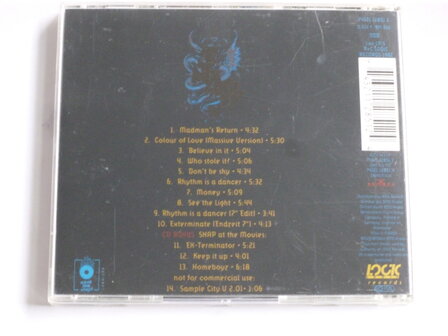 1. Madman's Return • 4:32
2. Colour of Love (Massive Version) • 5:30
3. Believe in it • 5:04
4. Who stole it? • 5:06
5. Don't be shy • 4:34
6. Rhythm is a dancer • 5:32
7. Money • 5:09
8. See the Light • 5:44
9. Rhythm is a dancer (7" Edit) • 3:41
10. Exterminate (Endzeit 7") • 4:13
CD BONUS SNAP at the Movies:
11. EX-Terminator • 5:21
12. Keep it up • 4:01
13. Homeboyz • 6:18
not for commercial use:
14. Sample City U 2.01 • 1:06
LOGIC
records